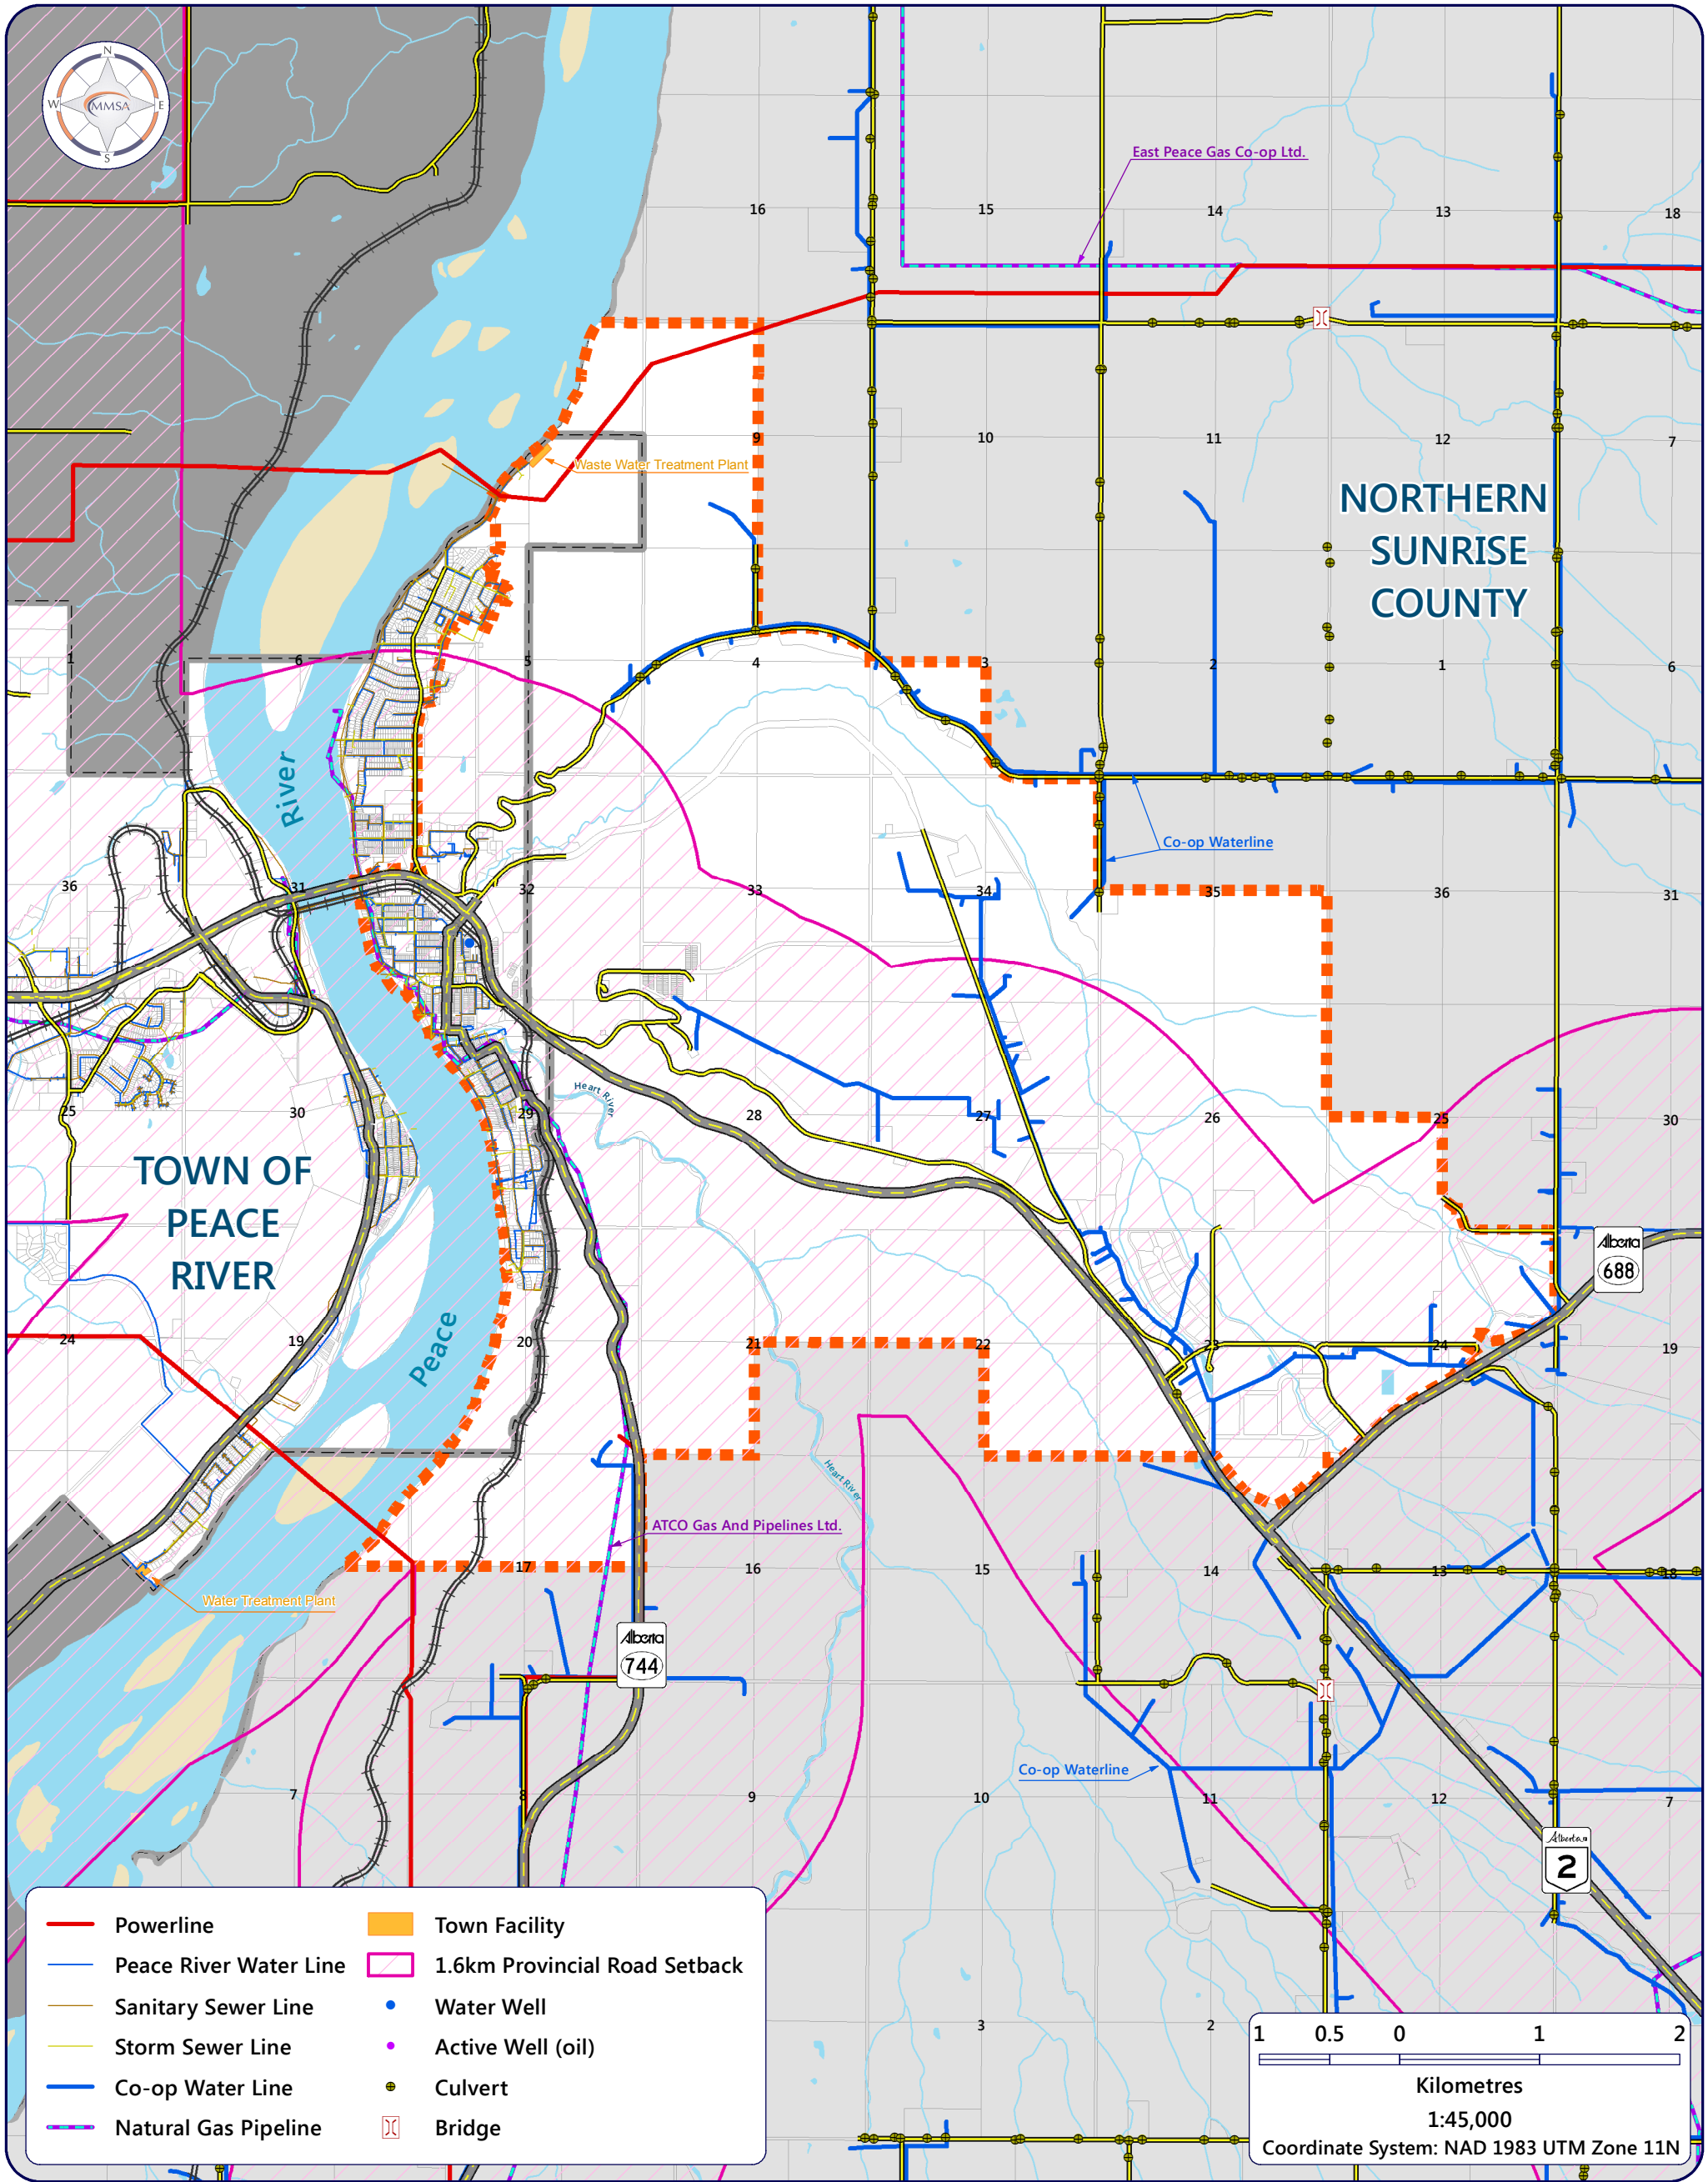 N
W MMSA E
S
East Peace Gas Co-op Ltd.
16 15 14 13 18
9 10 11 12 7
Waste Water Treatment Plant
NORTHERN
SUNRISE
COUNTY
1 6 5 4 3 2 1 6
River
Co-op Waterline
36 31 32 33 34 35 36 31
Heart River
25 30 29 28 27 26 25 30
TOWN OF
PEACE
RIVER
Alberta
688
Peace
24 19 20 21 22 23 24 19
Heart River
ATCO Gas And Pipelines Ltd.
17 16 15 14 13 18
Water Treatment Plant
Alberta
744
Co-op Waterline
7 8 9 10 11 12 7
Alberta
2
3 2
Powerline
Peace River Water Line
Sanitary Sewer Line
Storm Sewer Line
Co-op Water Line
Natural Gas Pipeline
Town Facility
1.6km Provincial Road Setback
Water Well
Active Well (oil)
Culvert
Bridge
1 0.5 0 1 2
Kilometres
1:45,000
Coordinate System: NAD 1983 UTM Zone 11N